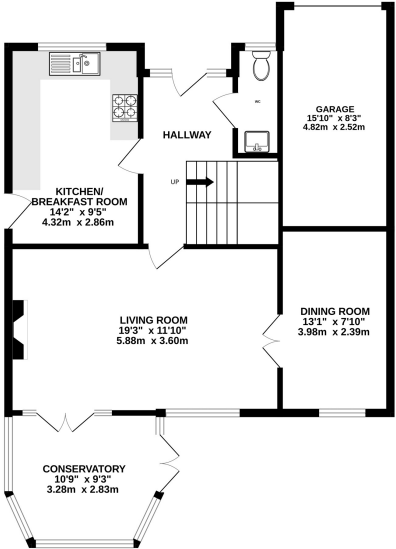 GARAGE
15'10" x 8'3"
4.82m x 2.52m
WC
HALLWAY
UP
KITCHEN/
BREAKFAST ROOM
14'2" x 9'5"
4.32m x 2.86m
LIVING ROOM
19'3" x 11'10"
5.88m x 3.60m
DINING ROOM
13'1" x 7'10"
3.98m x 2.39m
CONSERVATORY
10'9" x 9'3"
3.28m x 2.83m